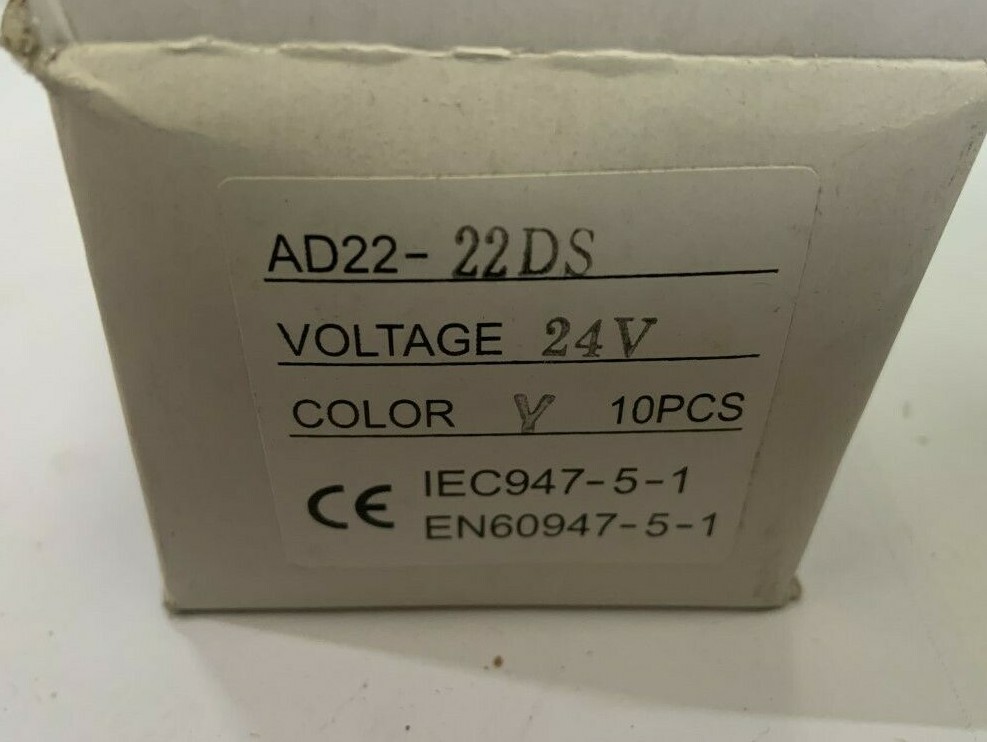 AD22- 22DS
VOLTAGE 24V
COLOR Y 10PCS
CE IEC947-5-1
EN60947-5-1